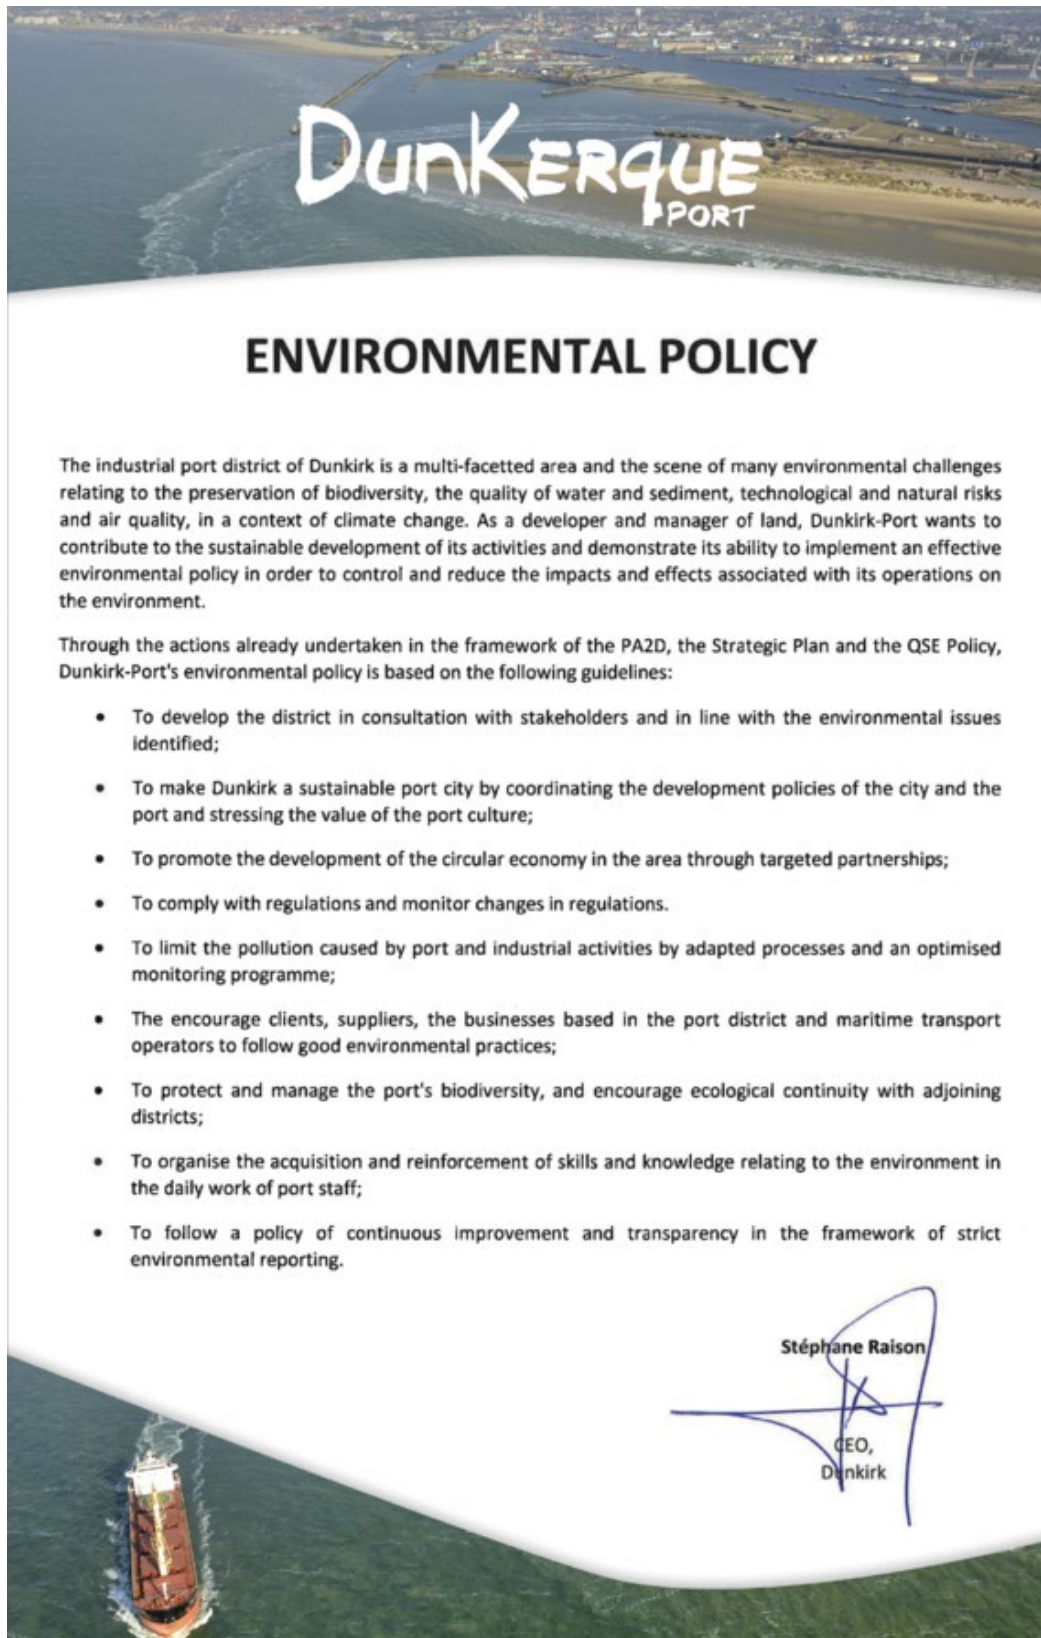 DunKerque
PORT
ENVIRONMENTAL POLICY
The industrial port district of Dunkirk is a multi-facetted area and the scene of many environmental challenges
relating to the preservation of biodiversity, the quality of water and sediment, technological and natural risks
and air quality, in a context of climate change. As a developer and manager of land, Dunkirk-Port wants to
contribute to the sustainable development of its activities and demonstrate its ability to implement an effective
environmental policy in order to control and reduce the impacts and effects associated with its operations on
the environment.
Through the actions already undertaken in the framework of the PA2D, the Strategic Plan and the QSE Policy,
Dunkirk-Port's environmental policy is based on the following guidelines:
• To develop the district in consultation with stakeholders and in line with the environmental issues
identified;
• To make Dunkirk a sustainable port city by coordinating the development policies of the city and the
port and stressing the value of the port culture;
• To promote the development of the circular economy in the area through targeted partnerships;
• To comply with regulations and monitor changes in regulations.
• To limit the pollution caused by port and industrial activities by adapted processes and an optimised
monitoring programme;
• The encourage clients, suppliers, the businesses based in the port district and maritime transport
operators to follow good environmental practices;
• To protect and manage the port's biodiversity, and encourage ecological continuity with adjoining
districts;
• To organise the acquisition and reinforcement of skills and knowledge relating to the environment in
the daily work of port staff;
• To follow a policy of continuous improvement and transparency in the framework of strict
environmental reporting.
Stéphane Raison
CEO,
Dunkirk